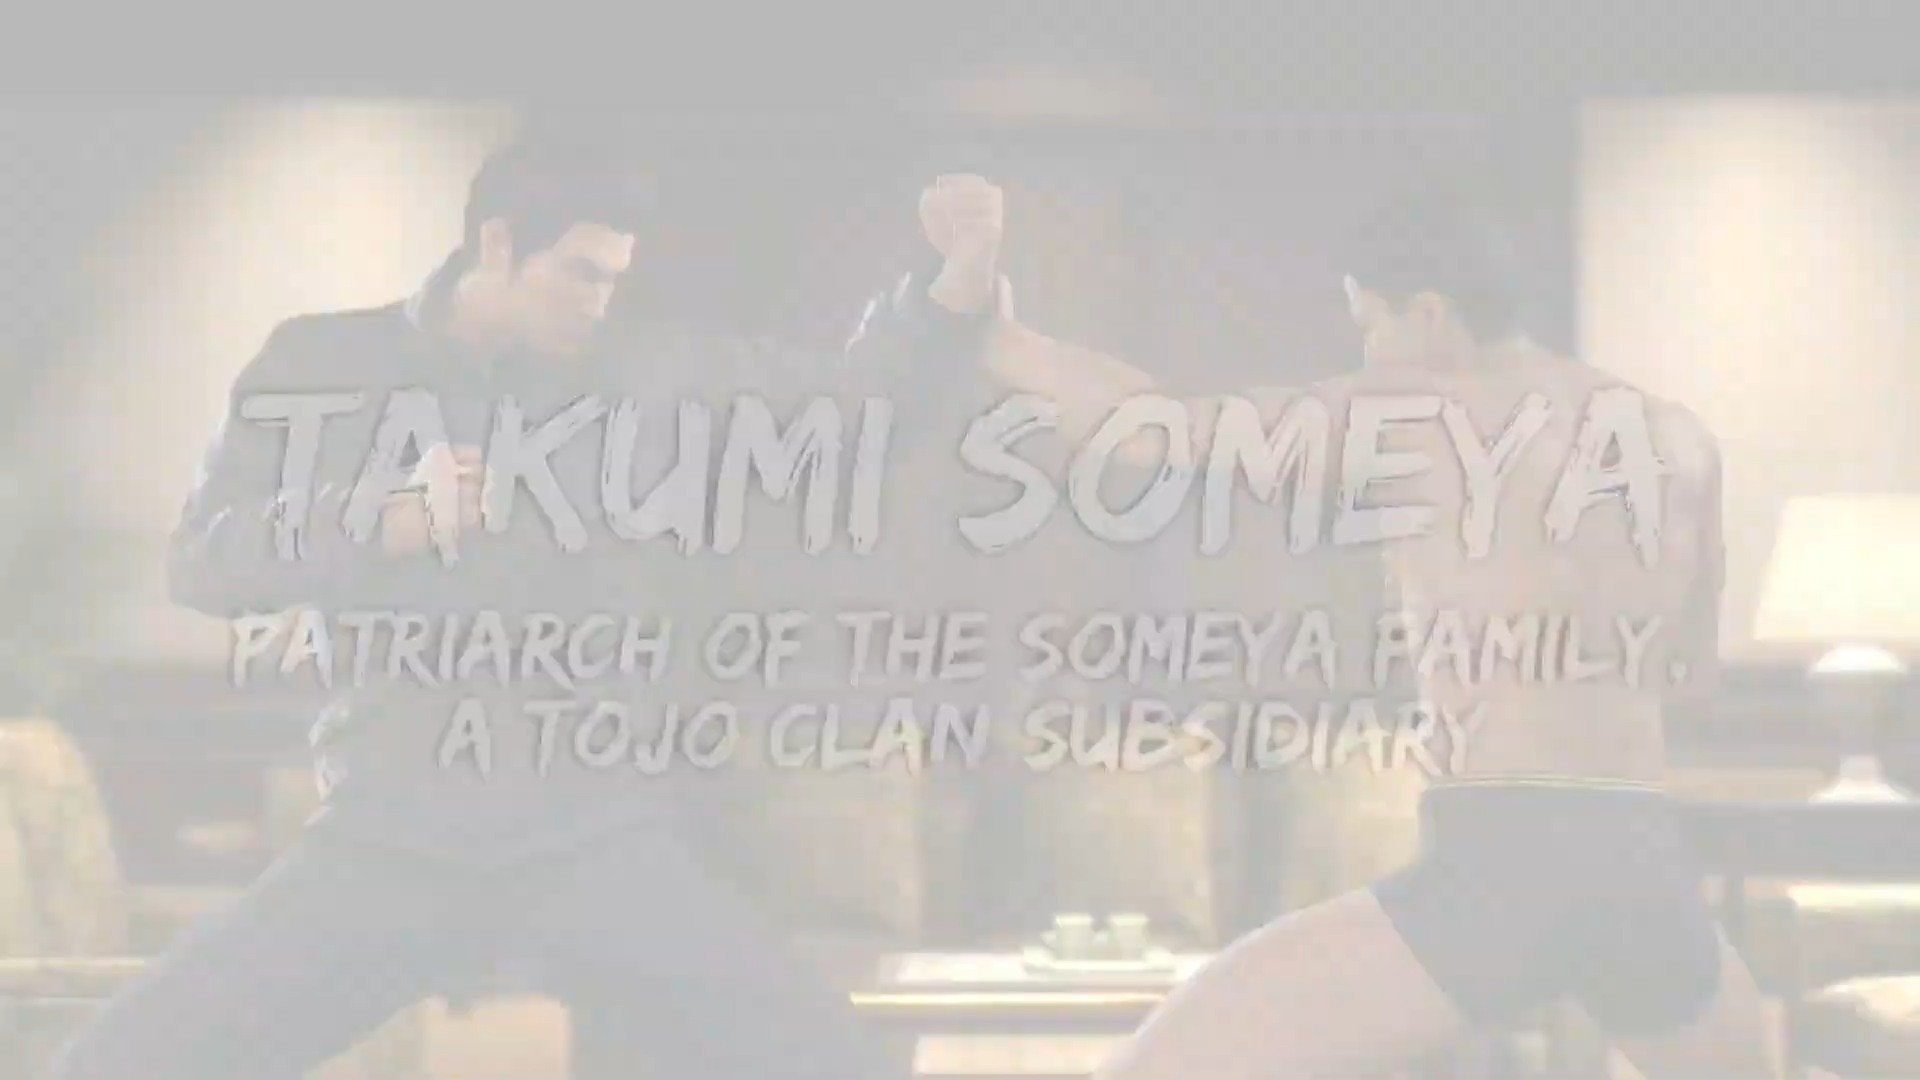 TAKUMI SOMEYA
PATRIARCH OF THE SOMEYA FAMILY,
A TOJO CLAN SUBSIDIARY